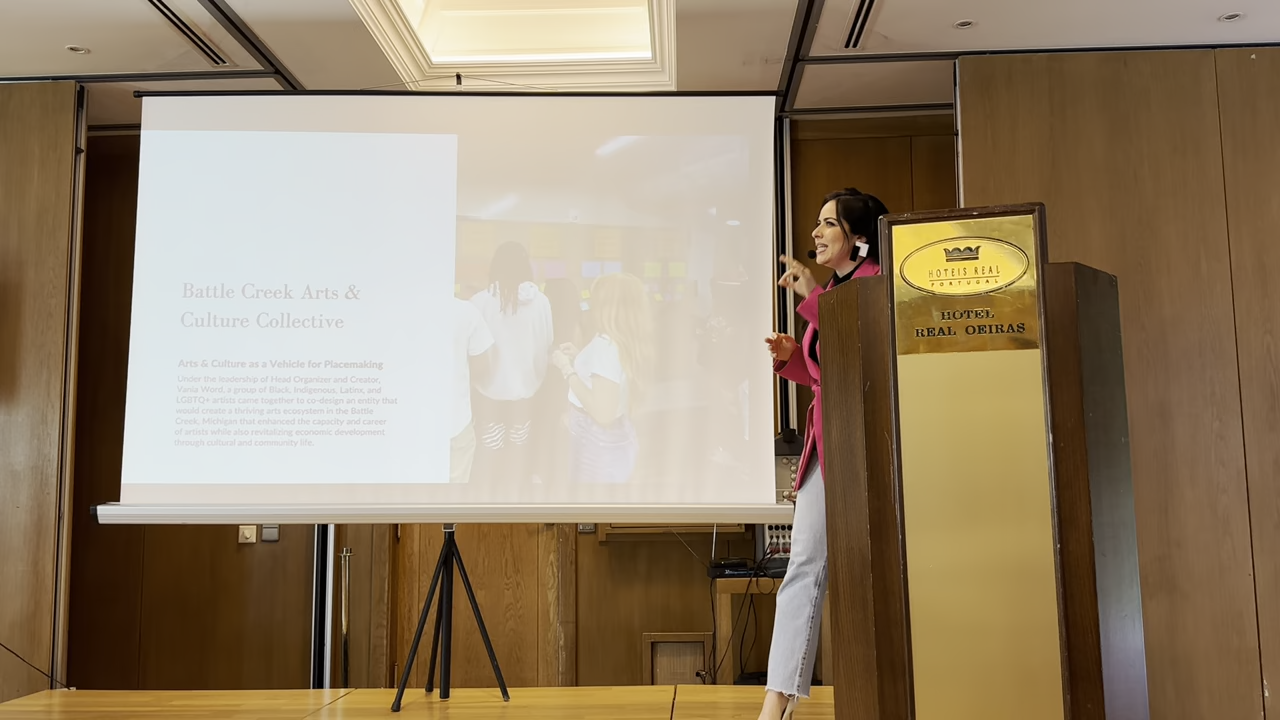 Battle Creek Arts &
Culture Collective
Arts & Culture as a Vehicle for Placemaking
Under the leadership of Head Organizer and Creator,
Vania Word, a group of Black, Indigenous, Latinx, and
LGBTQ+ artists came together to co-design an entity that
would create a thriving arts ecosystem in the Battle
Creek, Michigan that enhanced the capacity and career
of artists while also revitalizing economic development
through cultural and community life.
HOTEIS REAL
PORTUGAL
HOTEL
REAL OEIRAS